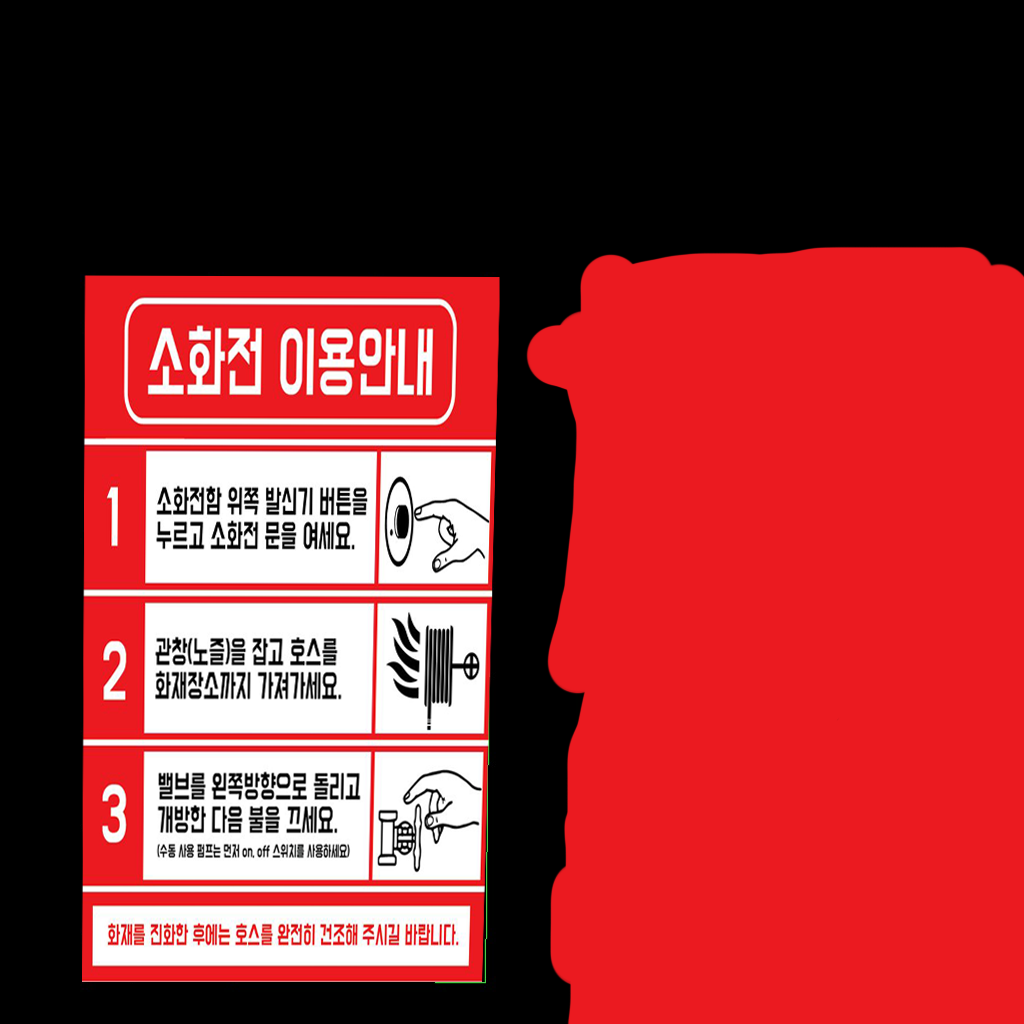 소화전 이용안내
1
소화전함 위쪽 발신기 버튼을
누르고 소화전 문을 여세요.
2
관창(노즐)을 잡고 호스를
화재장소까지 가져가세요.
3
밸브를 왼쪽방향으로 돌리고
개방한 다음 불을 끄세요.
(수동 사용 펌프는 먼저 on, off 스위치를 사용하세요)
화재를 진화한 후에는 호스를 완전히 건조해 주시길 바랍니다.